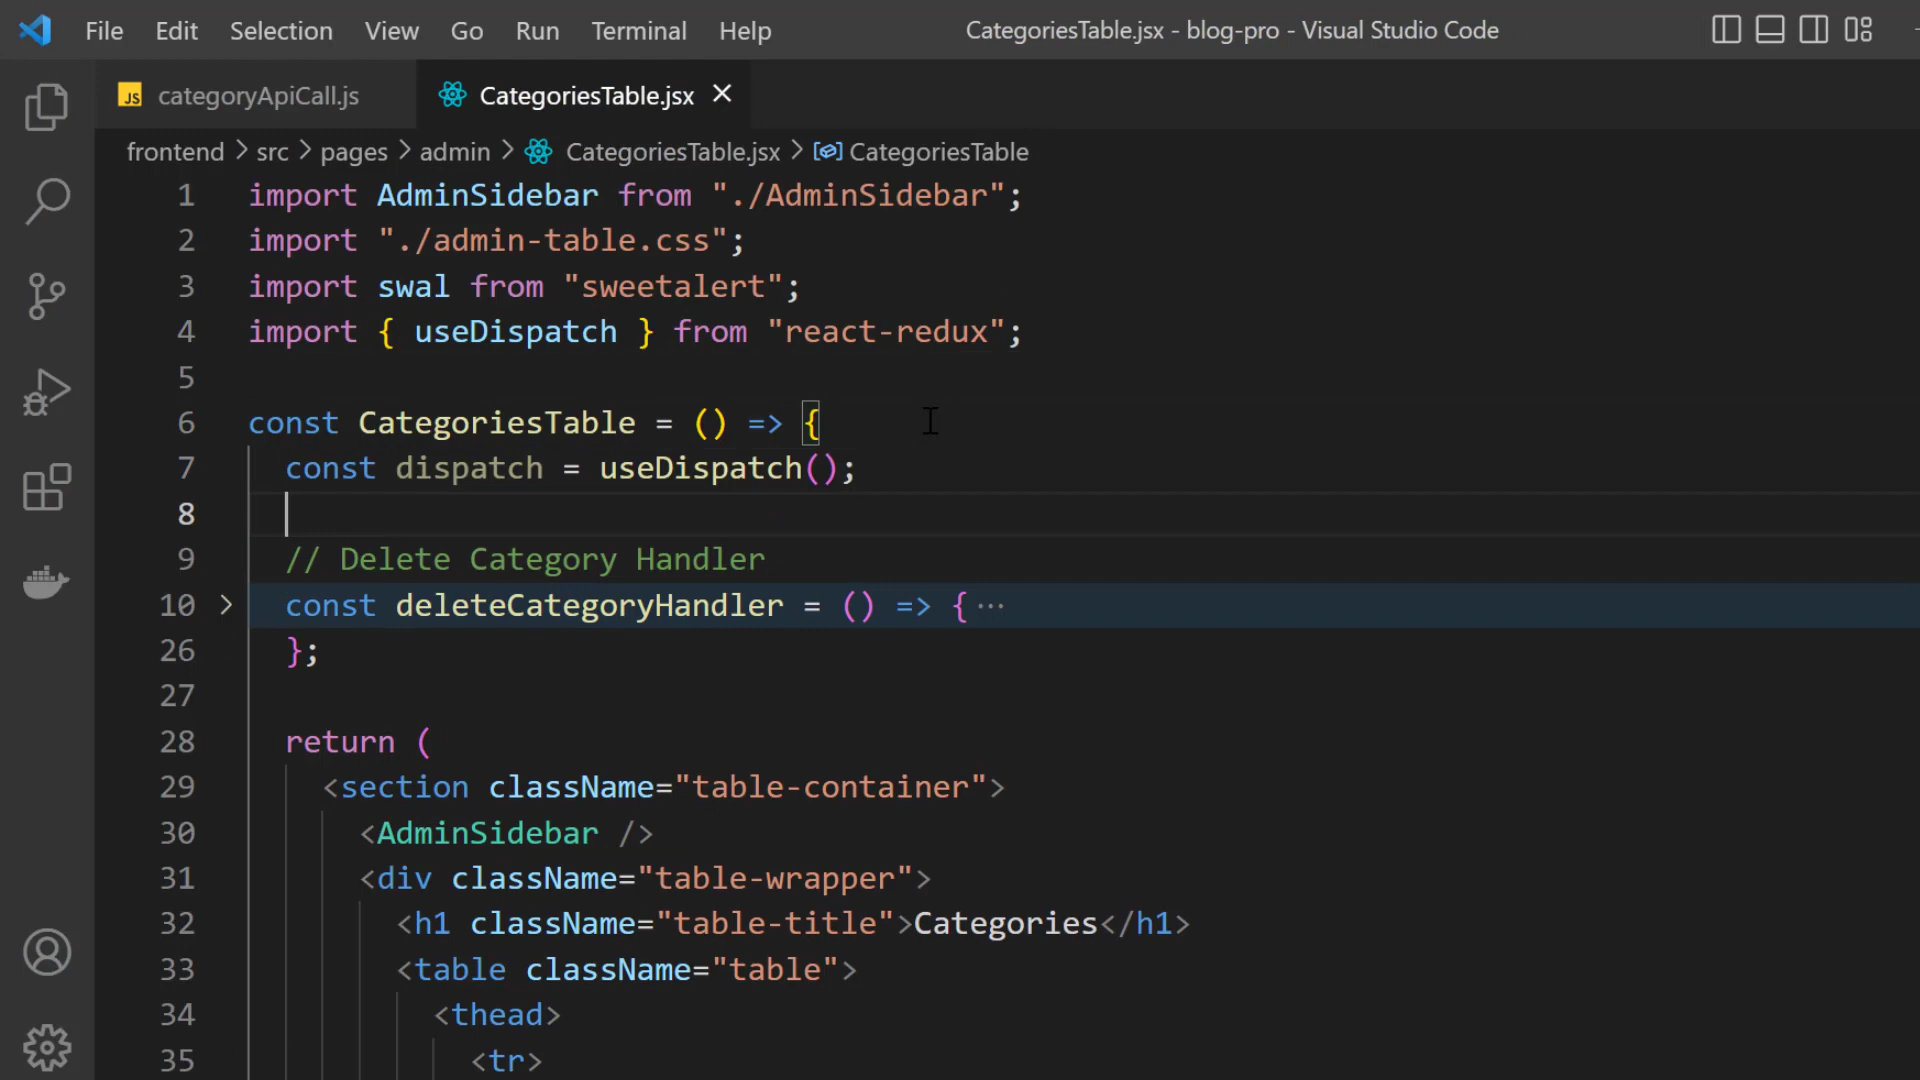 File Edit Selection View Go Run Terminal Help CategoriesTable.jsx - blog-pro - Visual Studio Code
JS categoryApiCall.js CategoriesTable.jsx
frontend > src > pages > admin > CategoriesTable.jsx > CategoriesTable
1 import AdminSidebar from "./AdminSidebar";
2 import "./admin-table.css";
3 import swal from "sweetalert";
4 import { useDispatch } from "react-redux";
5
6 const CategoriesTable = () => {
7 const dispatch = useDispatch();
8
9 // Delete Category Handler
10 const deleteCategoryHandler = () => { ···
26 };
27
28 return (
29 <section className="table-container">
30 <AdminSidebar />
31 <div className="table-wrapper">
32 <h1 className="table-title">Categories</h1>
33 <table className="table">
34 <thead>
35 <tr>